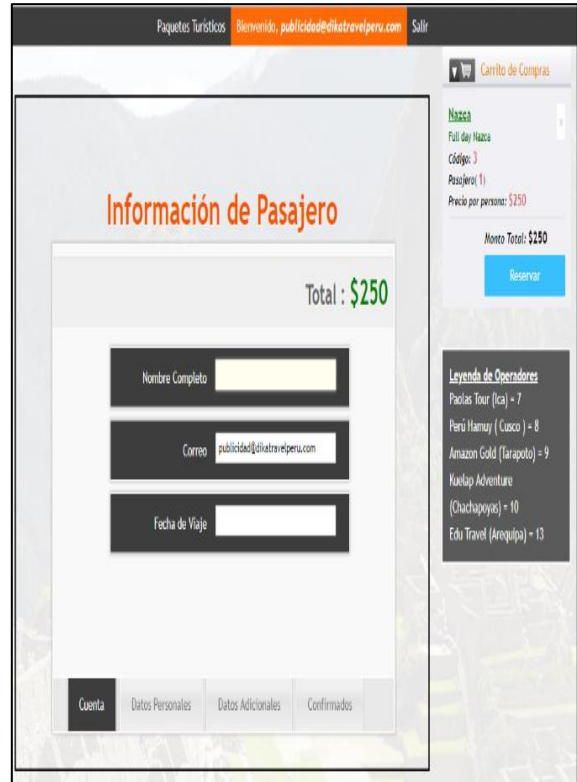 Paquetes Turísticos Bienvenido, publicidad@dikatravelperu.com Salir
Carrito de Compras
Nazca
Full day Nazca
Código: 3
Pasajero( 1)
Precio por persona: $250
Monto Total: $250
Reservar
Información de Pasajero
Total : $250
Nombre Completo
Correo publicidad@dikatravelperu.com
Fecha de Viaje
Cuenta Datos Personales Datos Adicionales Confirmados
Leyenda de Operadores
Paolas Tour (Ica) = 7
Perú Hamuy ( Cusco ) = 8
Amazon Gold (Tarapoto) = 9
Kuelap Adventure
(Chachapoyas) = 10
Edu Travel (Arequipa) = 13